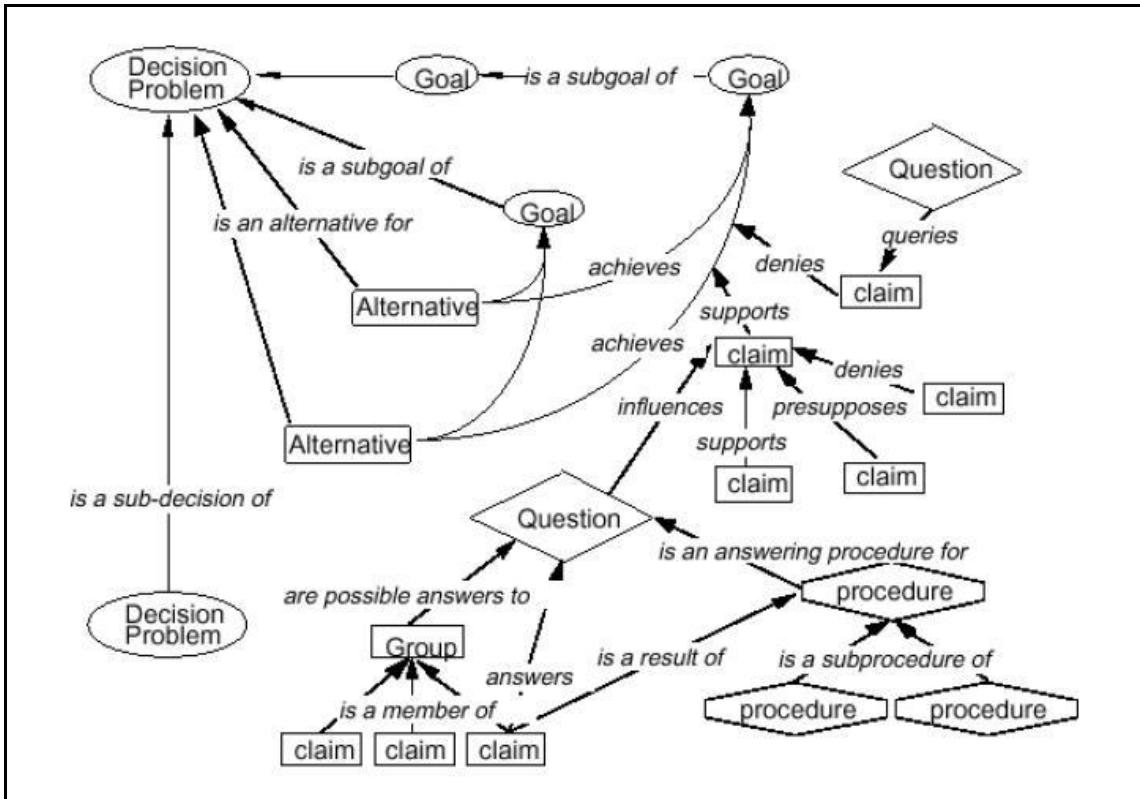 Decision
Problem
Goal
is a subgoal of
Goal
Question
is a subgoal of
Goal
is an alternative for
queries
achieves
denies
claim
Alternative
supports
achieves
claim
denies
claim
influences
presupposes
Alternative
supports
claim
claim
is a sub-decision of
Question
is an answering procedure for
procedure
are possible answers to
Decision
Problem
Group
is a result of
is a subprocedure of
answers
is a member of
procedure
procedure
claim
claim
claim